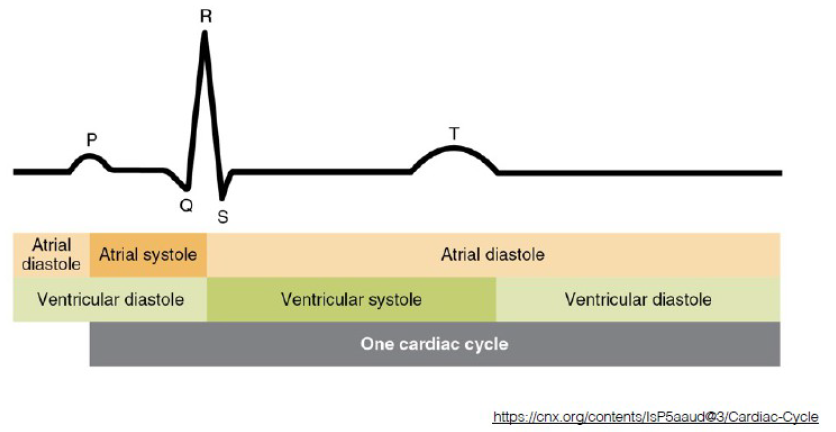 R
P
T
Q
S
Atrial
diastole
Atrial systole
Atrial diastole
Ventricular diastole
Ventricular systole
Ventricular diastole
One cardiac cycle
https://cnx.org/contents/IsP5aaud@3/Cardiac-Cycle